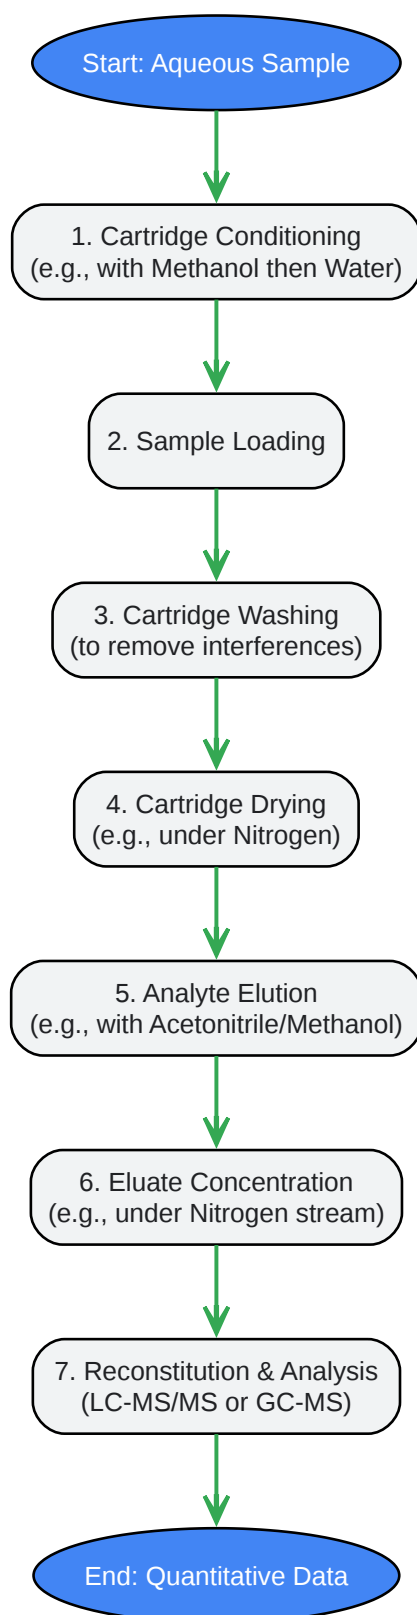 Start: Aqueous Sample
1. Cartridge Conditioning
(e.g., with Methanol then Water)
2. Sample Loading
3. Cartridge Washing
(to remove interferences)
4. Cartridge Drying
(e.g., under Nitrogen)
5. Analyte Elution
(e.g., with Acetonitrile/Methanol)
6. Eluate Concentration
(e.g., under Nitrogen stream)
7. Reconstitution & Analysis
(LC-MS/MS or GC-MS)
End: Quantitative Data